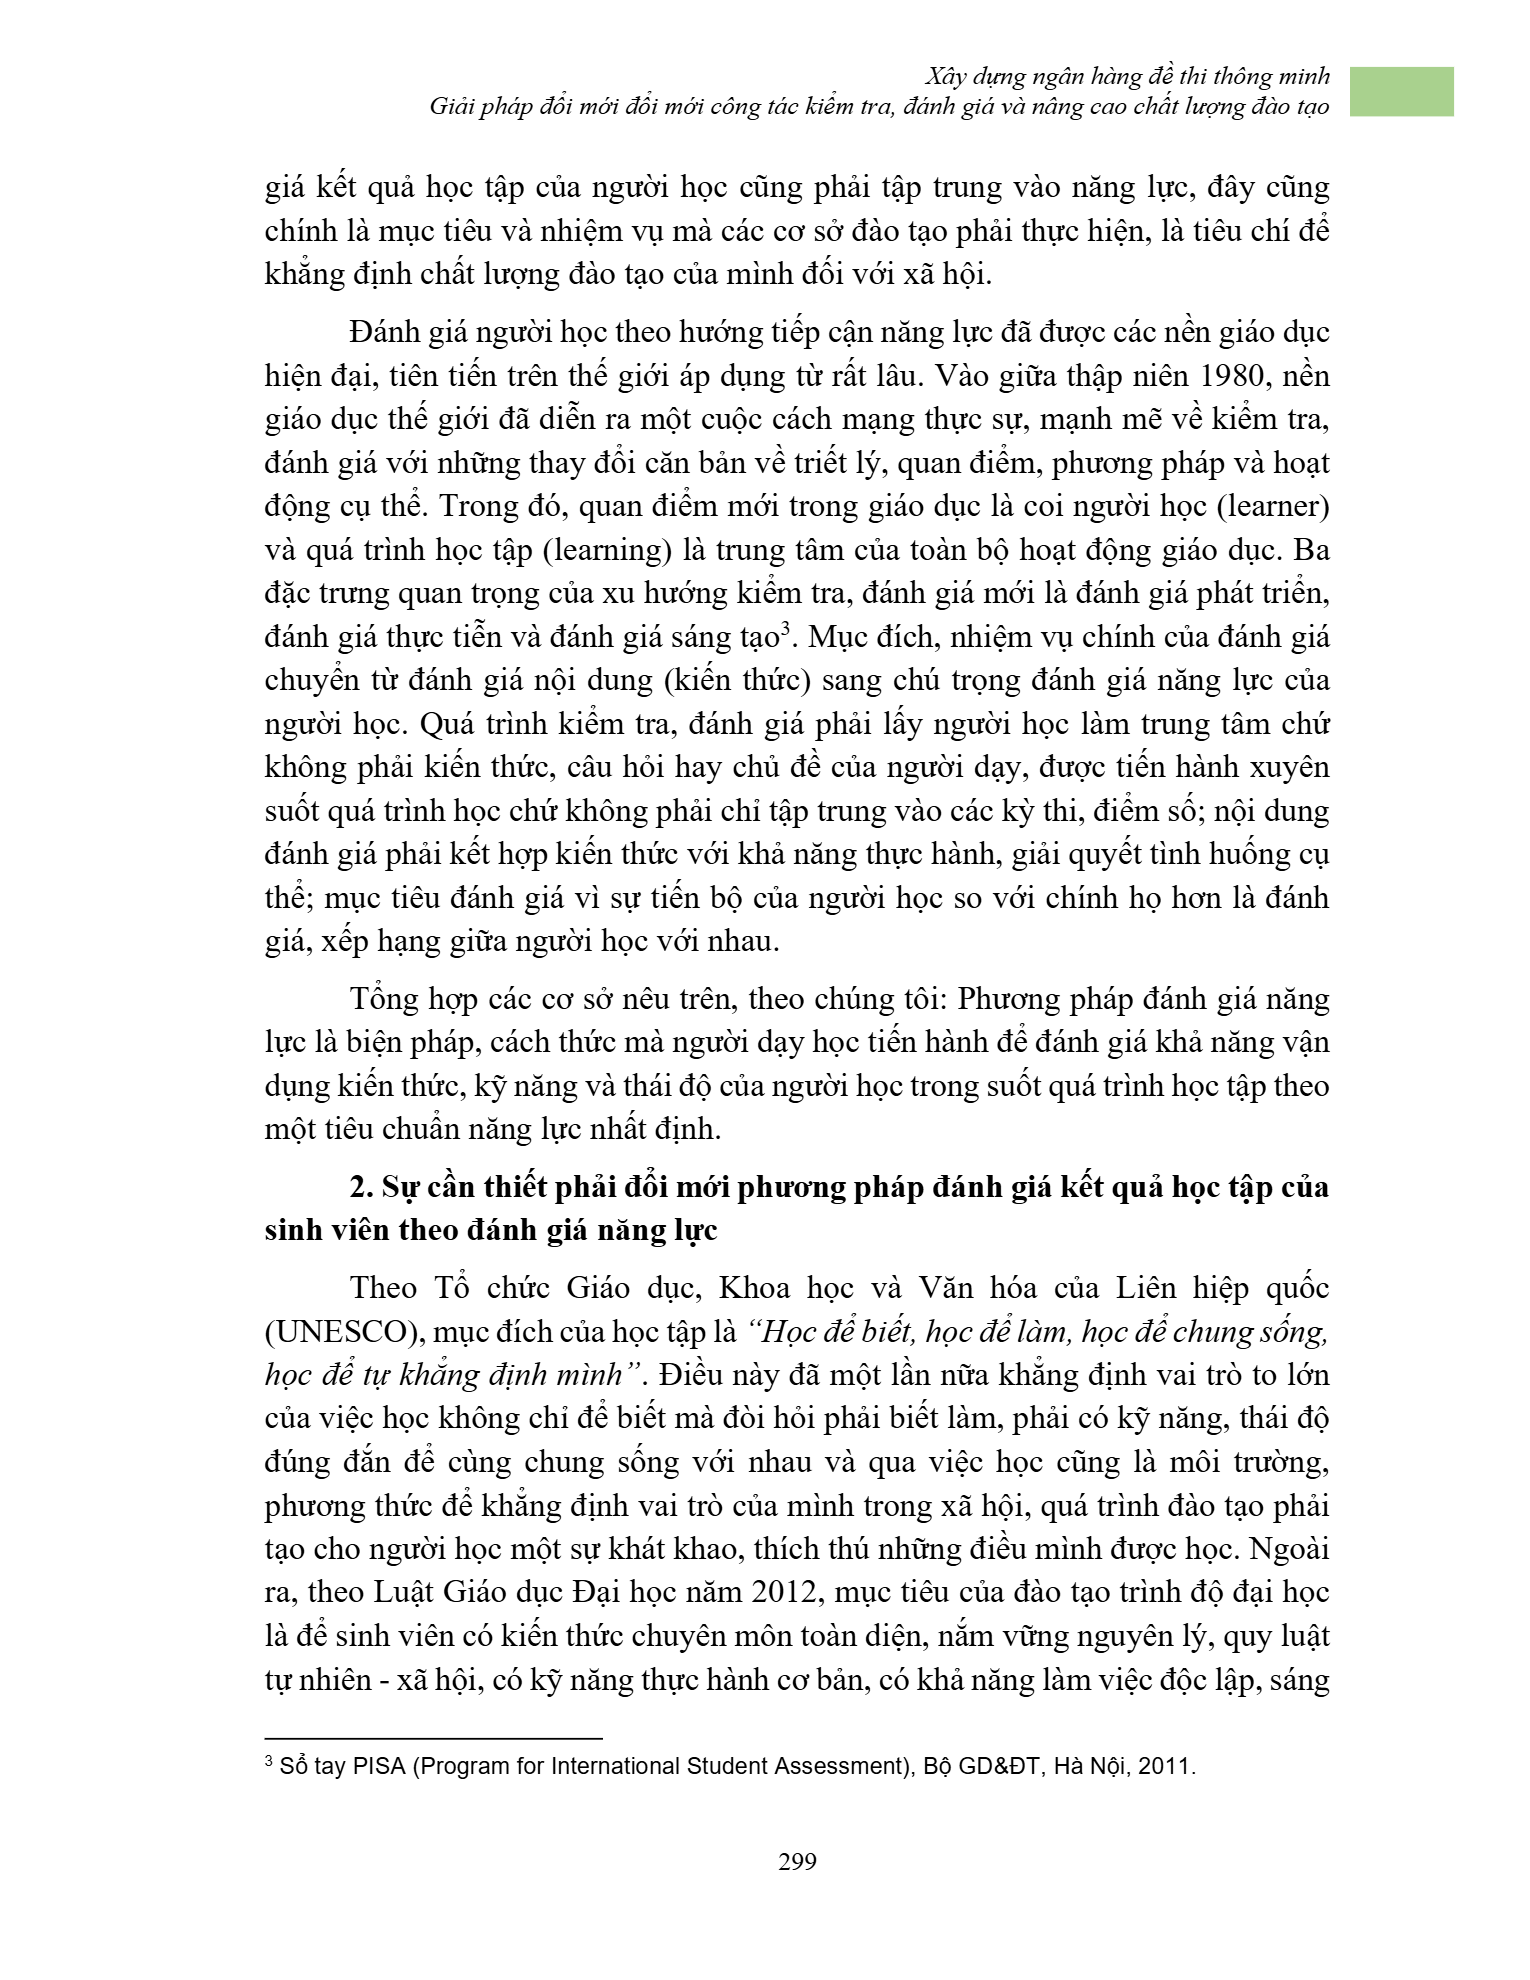 Xây dựng ngân hàng đề thi thông minh
Giải pháp đổi mới đổi mới công tác kiểm tra, đánh giá và nâng cao chất lượng đào tạo
giá kết quả học tập của người học cũng phải tập trung vào năng lực, đây cũng
chính là mục tiêu và nhiệm vụ mà các cơ sở đào tạo phải thực hiện, là tiêu chí để
khẳng định chất lượng đào tạo của mình đối với xã hội.
Đánh giá người học theo hướng tiếp cận năng lực đã được các nền giáo dục
hiện đại, tiên tiến trên thế giới áp dụng từ rất lâu. Vào giữa thập niên 1980, nền
giáo dục thế giới đã diễn ra một cuộc cách mạng thực sự, mạnh mẽ về kiểm tra,
đánh giá với những thay đổi căn bản về triết lý, quan điểm, phương pháp và hoạt
động cụ thể. Trong đó, quan điểm mới trong giáo dục là coi người học (learner)
và quá trình học tập (learning) là trung tâm của toàn bộ hoạt động giáo dục. Ba
đặc trưng quan trọng của xu hướng kiểm tra, đánh giá mới là đánh giá phát triển,
đánh giá thực tiễn và đánh giá sáng tạo³. Mục đích, nhiệm vụ chính của đánh giá
chuyển từ đánh giá nội dung (kiến thức) sang chú trọng đánh giá năng lực của
người học. Quá trình kiểm tra, đánh giá phải lấy người học làm trung tâm chứ
không phải kiến thức, câu hỏi hay chủ đề của người dạy, được tiến hành xuyên
suốt quá trình học chứ không phải chỉ tập trung vào các kỳ thi, điểm số; nội dung
đánh giá phải kết hợp kiến thức với khả năng thực hành, giải quyết tình huống cụ
thể; mục tiêu đánh giá vì sự tiến bộ của người học so với chính họ hơn là đánh
giá, xếp hạng giữa người học với nhau.
Tổng hợp các cơ sở nêu trên, theo chúng tôi: Phương pháp đánh giá năng
lực là biện pháp, cách thức mà người dạy học tiến hành để đánh giá khả năng vận
dụng kiến thức, kỹ năng và thái độ của người học trong suốt quá trình học tập theo
một tiêu chuẩn năng lực nhất định.
2. Sự cần thiết phải đổi mới phương pháp đánh giá kết quả học tập của
sinh viên theo đánh giá năng lực
Theo Tổ chức Giáo dục, Khoa học và Văn hóa của Liên hiệp quốc
(UNESCO), mục đích của học tập là “Học để biết, học để làm, học để chung sống,
học để tự khẳng định mình”. Điều này đã một lần nữa khẳng định vai trò to lớn
của việc học không chỉ để biết mà đòi hỏi phải biết làm, phải có kỹ năng, thái độ
đúng đắn để cùng chung sống với nhau và qua việc học cũng là môi trường,
phương thức để khẳng định vai trò của mình trong xã hội, quá trình đào tạo phải
tạo cho người học một sự khát khao, thích thú những điều mình được học. Ngoài
ra, theo Luật Giáo dục Đại học năm 2012, mục tiêu của đào tạo trình độ đại học
là để sinh viên có kiến thức chuyên môn toàn diện, nắm vững nguyên lý, quy luật
tự nhiên - xã hội, có kỹ năng thực hành cơ bản, có khả năng làm việc độc lập, sáng
³ Sổ tay PISA (Program for International Student Assessment), Bộ GD&ĐT, Hà Nội, 2011.
299